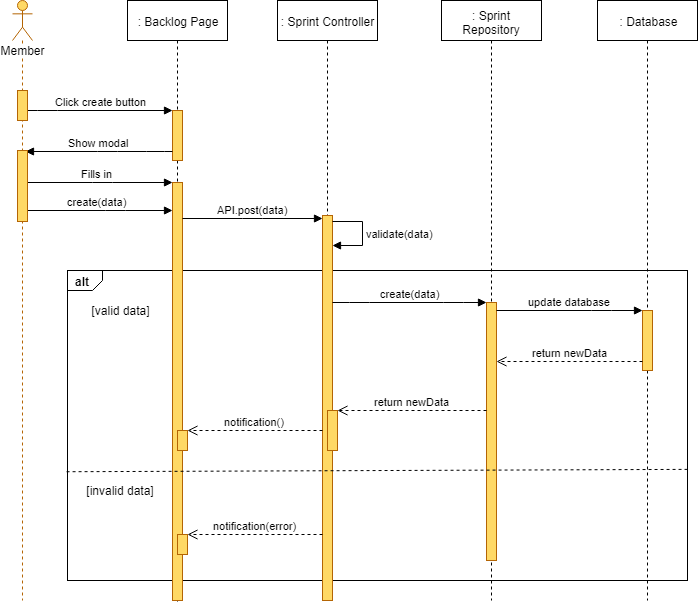 Member
: Backlog Page
: Sprint Controller
: Sprint
Repository
: Database
Click create button
Show modal
Fills in
create(data)
API.post(data)
validate(data)
alt
[valid data]
create(data)
update database
return newData
return newData
notification()
[invalid data]
notification(error)